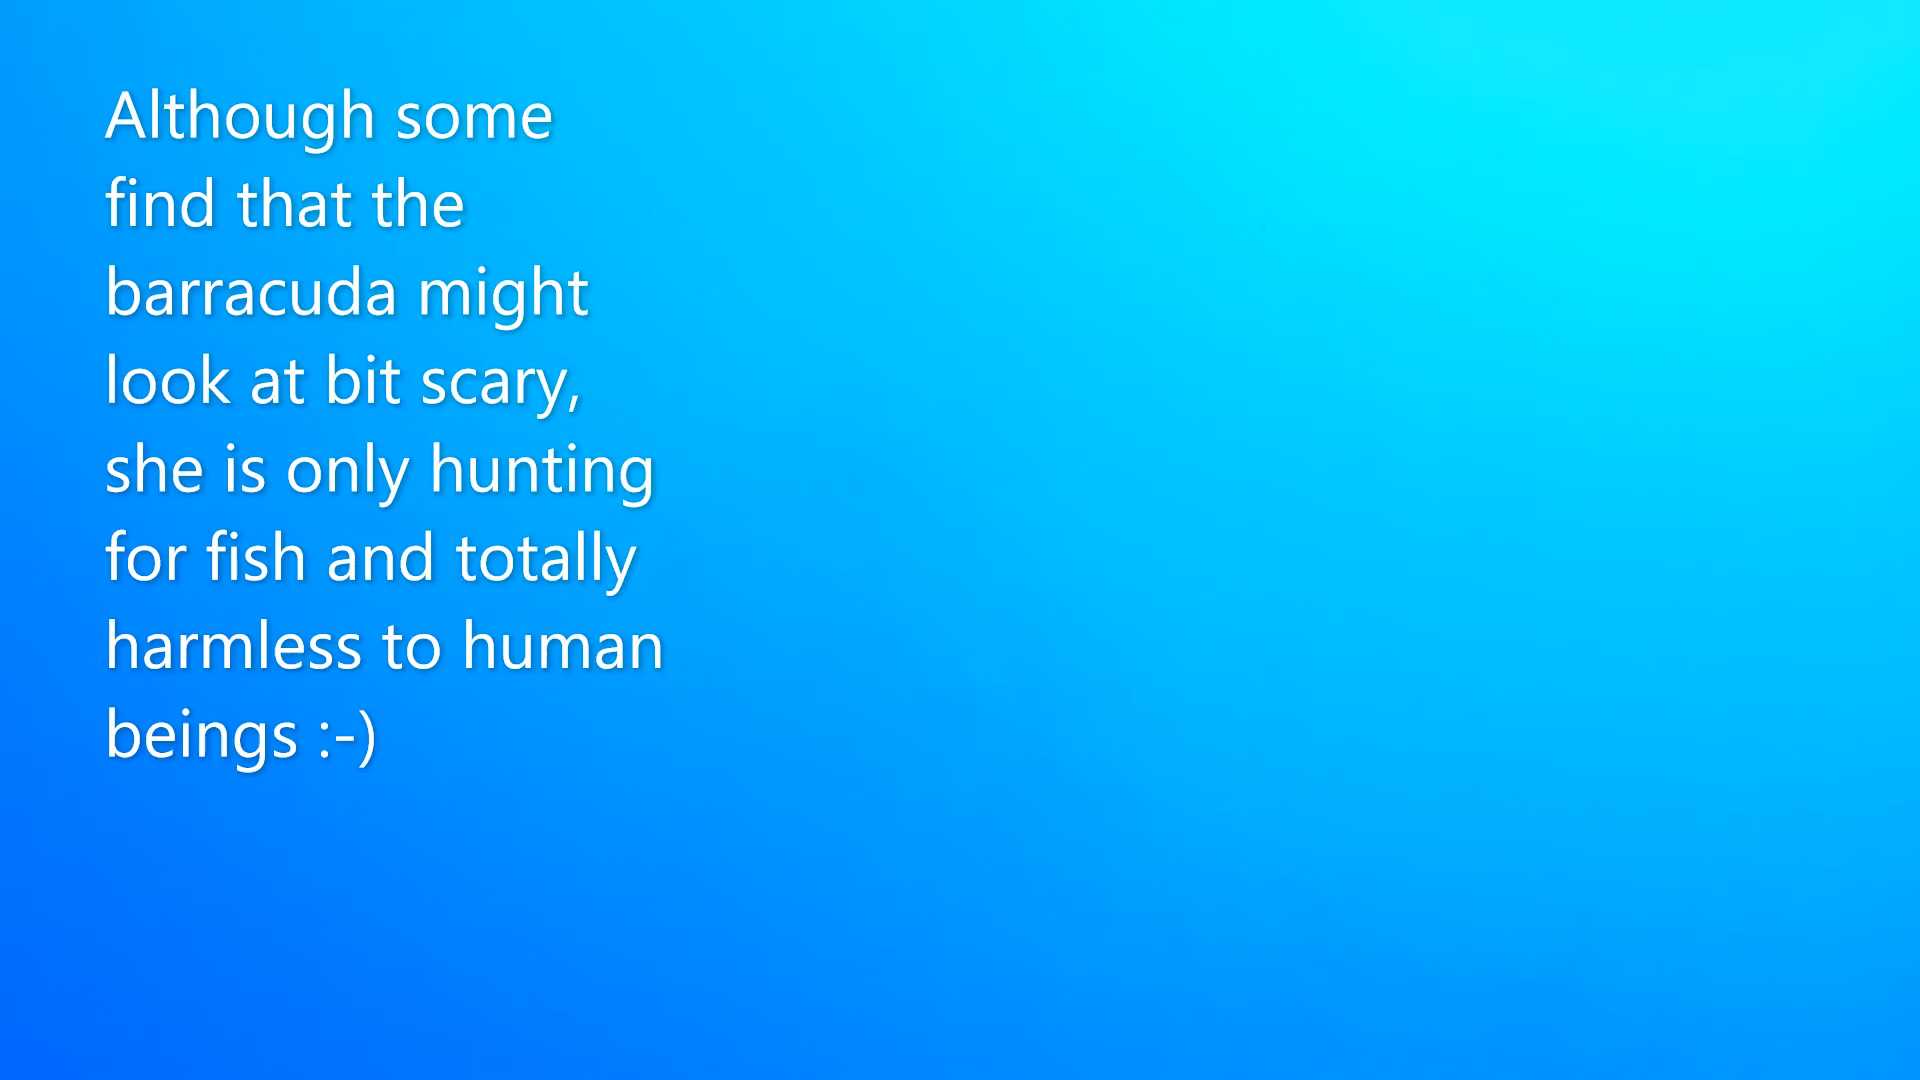 Although some
find that the
barracuda might
look at bit scary,
she is only hunting
for fish and totally
harmless to human
beings :-)